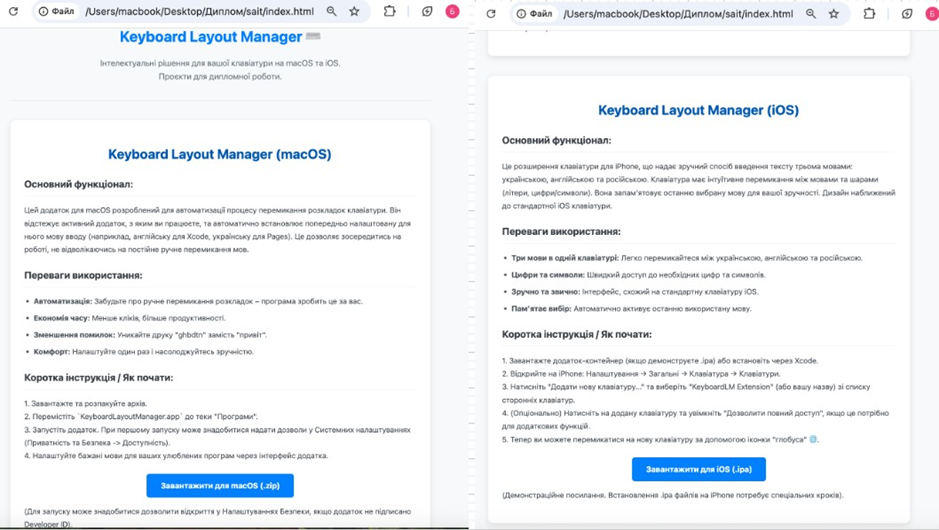 Файл /Users/macbook/Desktop/Диплом/sait/index.html
Б
Keyboard Layout Manager
Інтелектуальні рішення для вашої клавіатури на macOS та iOS.
Проєкти для дипломної роботи.
Keyboard Layout Manager (macOS)
Основний функціонал:
Цей додаток для macOS розроблений для автоматизації процесу перемикання розкладок клавіатури. Він
відстежує активний додаток, з яким ви працюєте, та автоматично встановлює попередньо налаштовану для
нього мову вводу (наприклад, англійську для Xcode, українську для Pages). Це дозволяє зосередитись на
роботі, не відволікаючись на постійне ручне перемикання мов.
Переваги використання:
• Автоматизація: Забудьте про ручне перемикання розкладок – програма зробить це за вас.
• Економія часу: Менше кліків, більше продуктивності.
• Зменшення помилок: Уникайте друку "ghbdtn" замість "привіт".
• Комфорт: Налаштуйте один раз і насолоджуйтесь зручністю.
Коротка інструкція / Як почати:
1. Завантажте та розпакуйте архів.
2. Перемістіть `KeyboardLayoutManager.app` до теки "Програми".
3. Запустіть додаток. При першому запуску може знадобитися надати дозволи у Системних налаштуваннях
(Приватність та Безпека -> Доступність).
4. Налаштуйте бажані мови для ваших улюблених програм через інтерфейс додатка.
Завантажити для macOS (.zip)
(Для запуску може знадобитися дозволити відкриття у Налаштуваннях Безпеки, якщо додаток не підписано
Developer ID).
Файл /Users/macbook/Desktop/Диплом/sait/index.html
Б
Keyboard Layout Manager (iOS)
Основний функціонал:
Це розширення клавіатури для iPhone, що надає зручний спосіб введення тексту трьома мовами:
українською, англійською та російською. Клавіатура має інтуїтивне перемикання між мовами та шарами
(літери, цифри/символи). Вона запам'ятовує останню вибрану мову для вашої зручності. Дизайн наближений
до стандартної iOS клавіатури.
Переваги використання:
• Три мови в одній клавіатурі: Легко перемикайтеся між українською, англійською та російською.
• Цифри та символи: Швидкий доступ до необхідних цифр та символів.
• Зручно та звично: Інтерфейс, схожий на стандартну клавіатуру iOS.
• Пам'ятає вибір: Автоматично активує останню використану мову.
Коротка інструкція / Як почати:
1. Завантажте додаток-контейнер (якщо демонструєте .ipa) або встановіть через Xcode.
2. Відкрийте на iPhone: Налаштування → Загальні → Клавіатура → Клавіатури.
3. Натисніть "Додати нову клавіатуру..." та виберіть "KeyboardLM Extension" (або вашу назву) зі списку
сторонніх клавіатур.
4. (Опціонально) Натисніть на додану клавіатуру та увімкніть "Дозволити повний доступ", якщо це потрібно
для додаткових функцій.
5. Тепер ви можете перемикатися на нову клавіатуру за допомогою іконки "глобуса" 🌐.
Завантажити для iOS (.ipa)
(Демонстраційне посилання. Встановлення .ipa файлів на iPhone потребує спеціальних кроків).